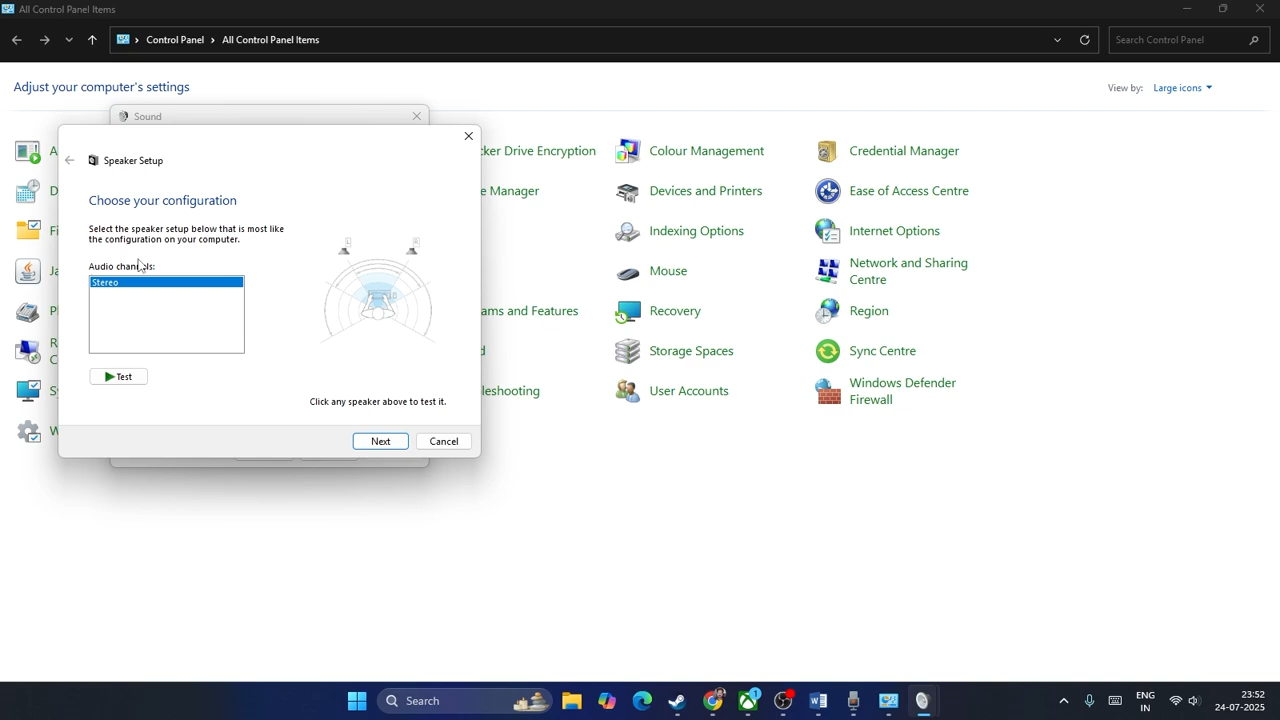 All Control Panel Items
Control Panel > All Control Panel Items
Search Control Panel
Adjust your computer's settings
View by: Large icons
Sound
Speaker Setup
Choose your configuration
Select the speaker setup below that is most like
the configuration on your computer.
Audio channels:
Stereo
Test
Click any speaker above to test it.
Next
Cancel
A
cker Drive Encryption
Colour Management
Credential Manager
D
e Manager
Devices and Printers
Ease of Access Centre
Fi
Indexing Options
Internet Options
Ja
Mouse
Network and Sharing
Centre
P
ams and Features
Recovery
Region
R
C
d
Storage Spaces
Sync Centre
Sy
leshooting
User Accounts
Windows Defender
Firewall
W
L
R
Search
1
ENG
IN
23:52
24-07-2025